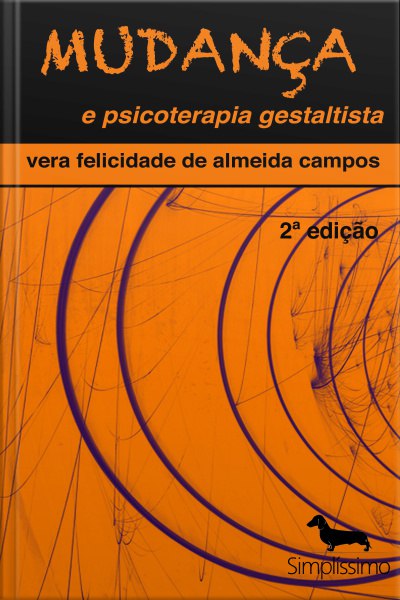 MUDANÇA
e psicoterapia gestaltista
vera felicidade de almeida campos
2ª edição
Simplíssimo